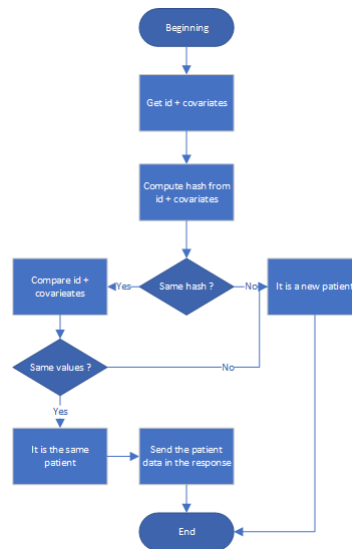 Beginning
Get id + covariates
Compute hash from
id + covariates
Compare id +
covarieates
Yes
Same hash ?
No
It is a new patient
Same values ?
No
Yes
It is the same
patient
Send the patient
data in the response
End